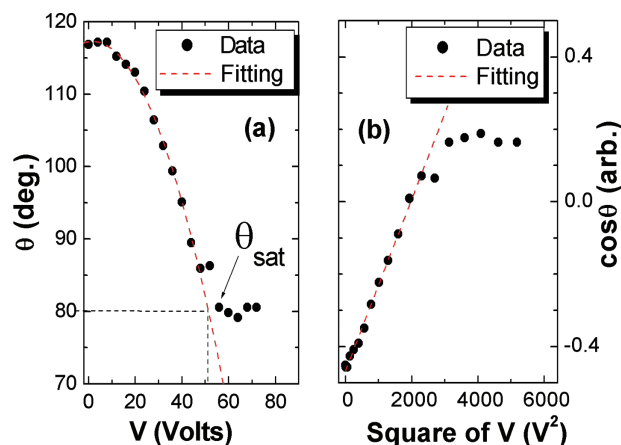 Data
Fitting
(a)
θ (deg.)
120
110
100
90
80
70
θsat
0 20 40 60 80
V (Volts)
Data
Fitting
(b)
0.4
0.0
-0.4
cosθ (arb.)
0 2000 4000 6000
Square of V (V²)